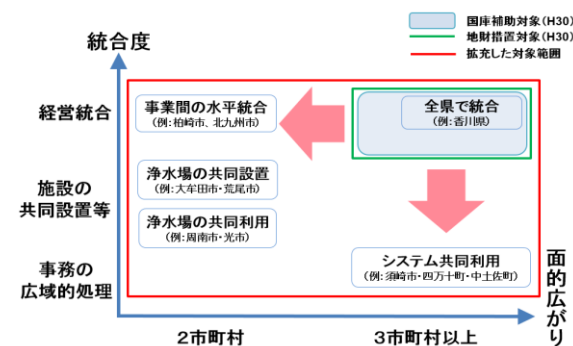 国庫補助対象(H30)
地財措置対象(H30)
拡充した対象範囲
統合度
経営統合
施設の
共同設置等
事務の
広域的処理
事業間の水平統合
(例:柏崎市、北九州市)
全県で統合
(例:香川県)
浄水場の共同設置
(例:大牟田市・荒尾市)
浄水場の共同利用
(例:周南市・光市)
システム共同利用
(例:須崎市・四万十町・中土佐町)
面的広がり
2市町村
3市町村以上